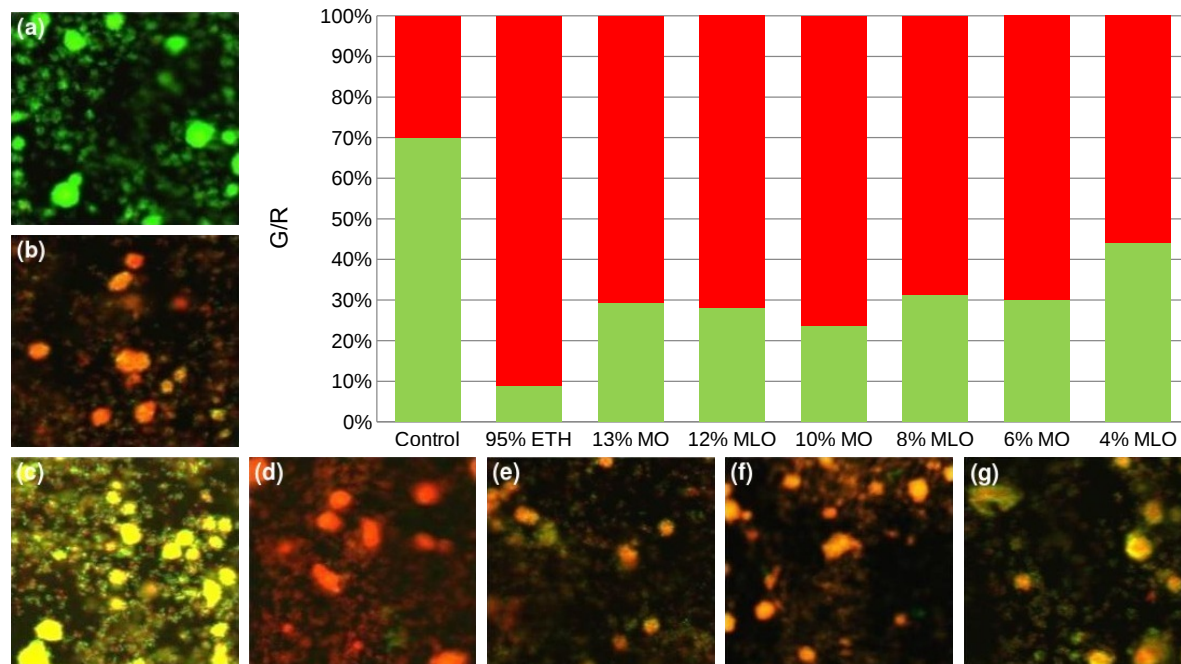 (a)
(b)
G/R
100%
90%
80%
70%
60%
50%
40%
30%
20%
10%
0%
Control 95% ETH 13% MO 12% MLO 10% MO 8% MLO 6% MO 4% MLO
(c) (d) (e) (f) (g)